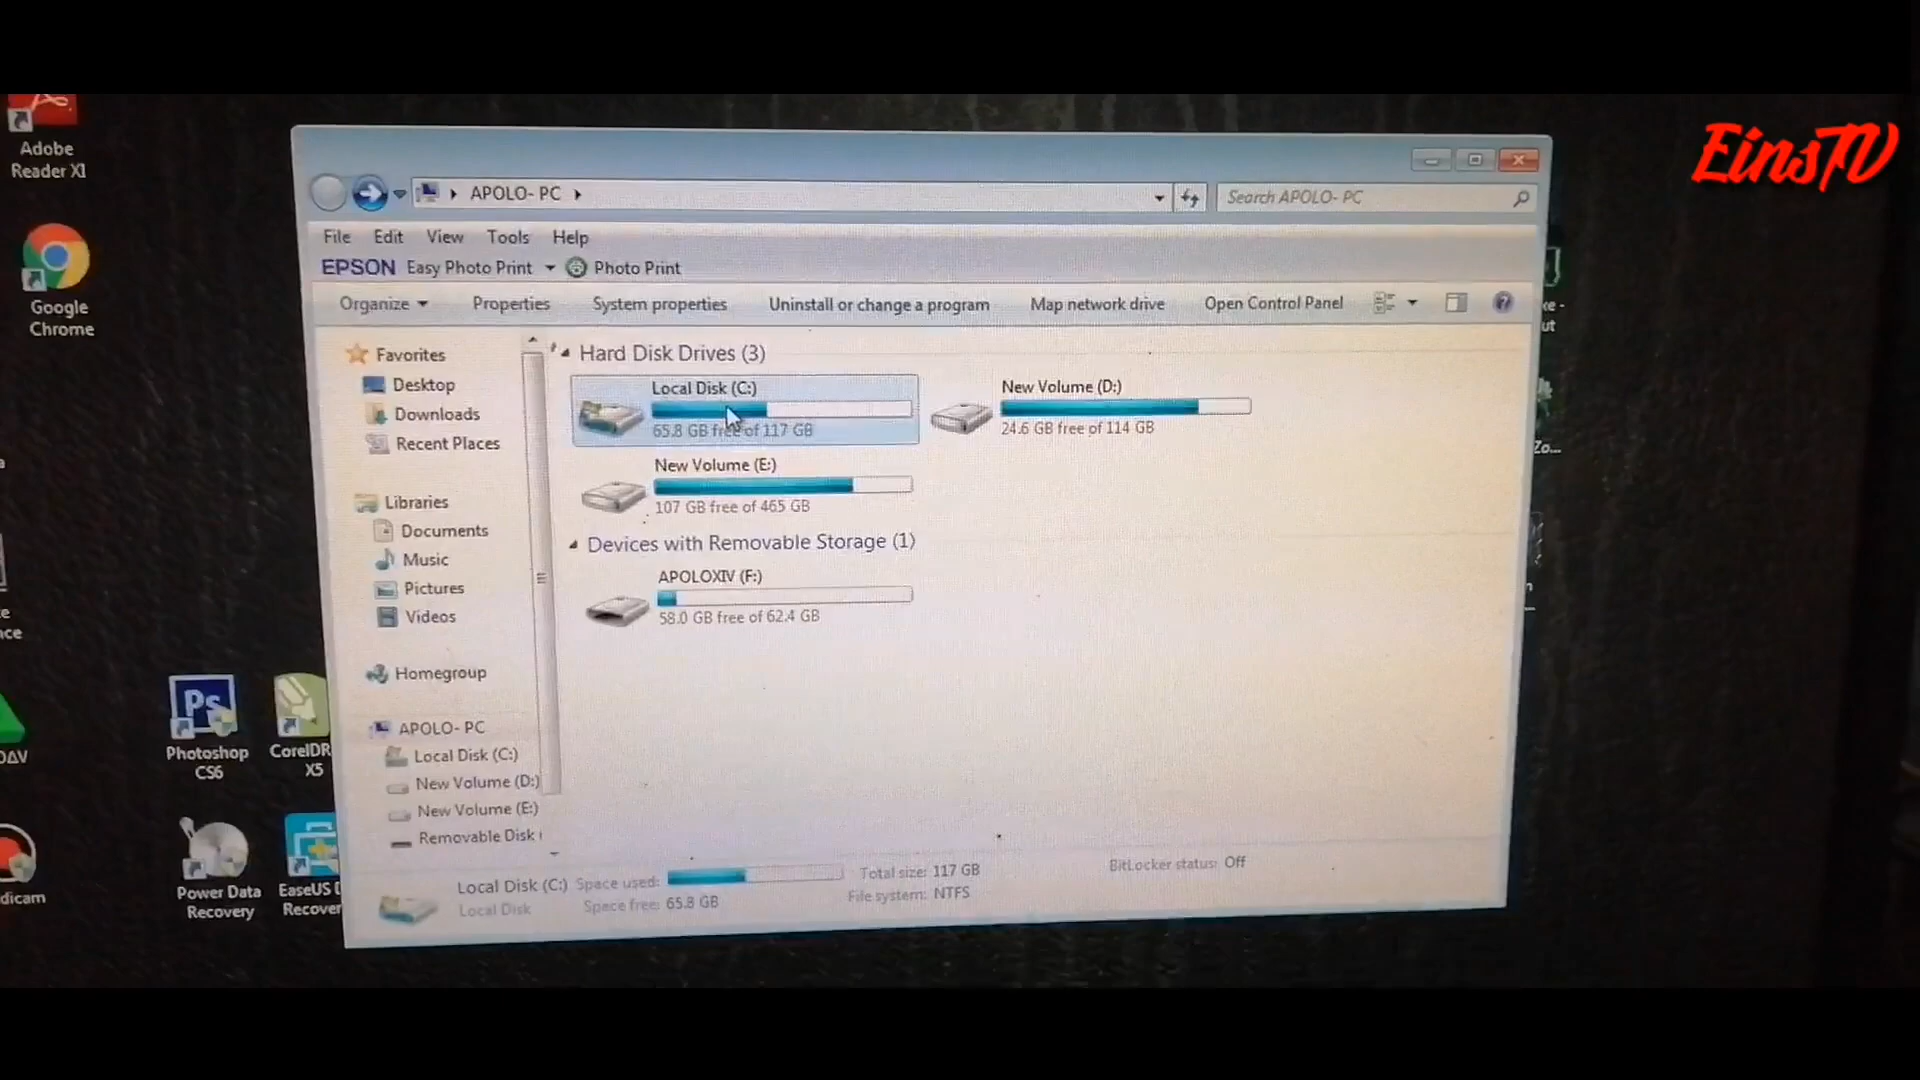 EinsTV
Adobe
Reader XI
Google
Chrome
Photoshop
CS6
X5
Power Data
Recovery
EaseUS
APOLO- PC
Search APOLO- PC
File Edit View Tools Help
EPSON Easy Photo Print Photo Print
Organize Properties System properties Uninstall or change a program Map network drive Open Control Panel
Favorites
Desktop
Downloads
Recent Places
Libraries
Documents
Music
Pictures
Videos
Homegroup
APOLO- PC
Local Disk (C:)
New Volume (D:)
New Volume (E:)
Removable Disk
Hard Disk Drives (3)
Local Disk (C:)
65.8 GB free of 117 GB
New Volume (D:)
24.6 GB free of 114 GB
New Volume (E:)
107 GB free of 465 GB
Devices with Removable Storage (1)
APOLOXIV (F:)
58.0 GB free of 62.4 GB
Local Disk (C:) Space used: Total size: 117 GB BitLocker status: Off
Local Disk Space free: 65.8 GB File system: NTFS